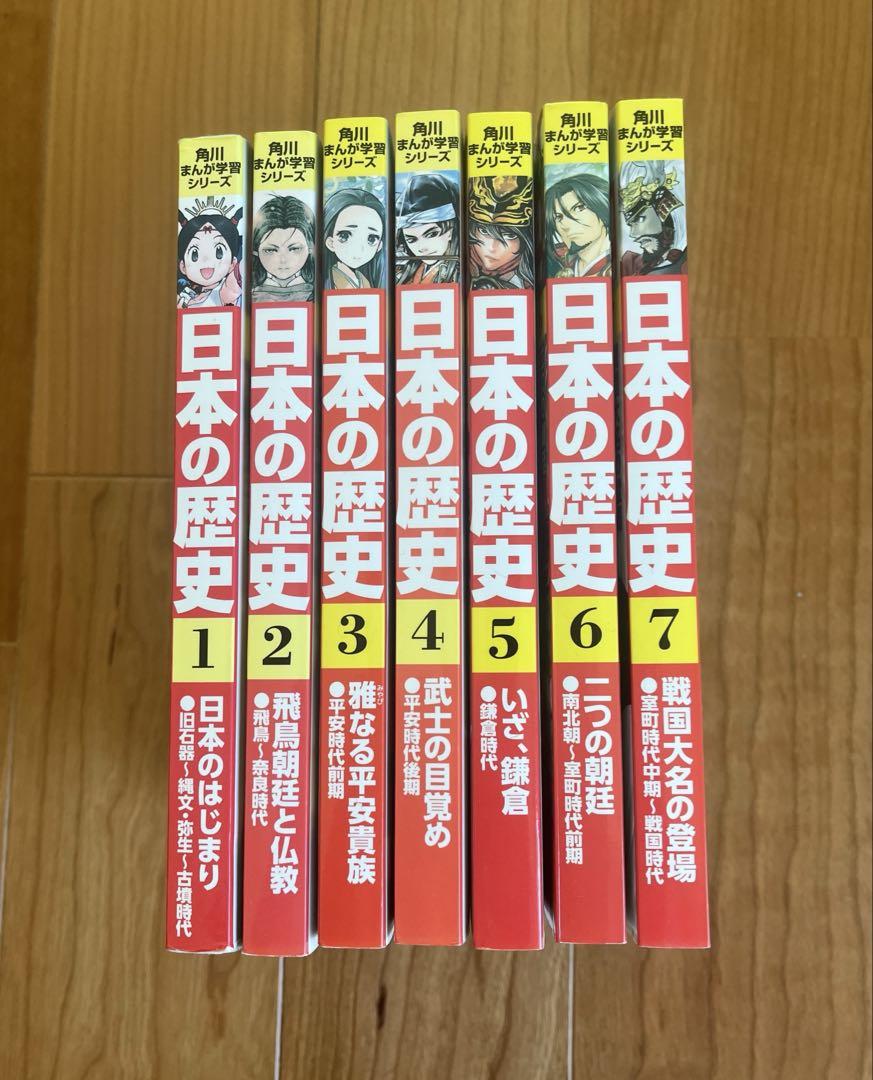 角川
まんが学習
シリーズ
日本の歴史
1
日本のはじまり
●旧石器〜縄文・弥生〜古墳時代
角川
まんが学習
シリーズ
日本の歴史
2
飛鳥朝廷と仏教
●飛鳥〜奈良時代
角川
まんが学習
シリーズ
日本の歴史
3
みやび
雅なる平安貴族
●平安時代前期
角川
まんが学習
シリーズ
日本の歴史
4
武士の目覚め
●平安時代後期
角川
まんが学習
シリーズ
日本の歴史
5
いざ、鎌倉
●鎌倉時代
角川
まんが学習
シリーズ
日本の歴史
6
二つの朝廷
●南北朝〜室町時代前期
角川
まんが学習
シリーズ
日本の歴史
7
戦国大名の登場
●室町時代中期〜戦国時代